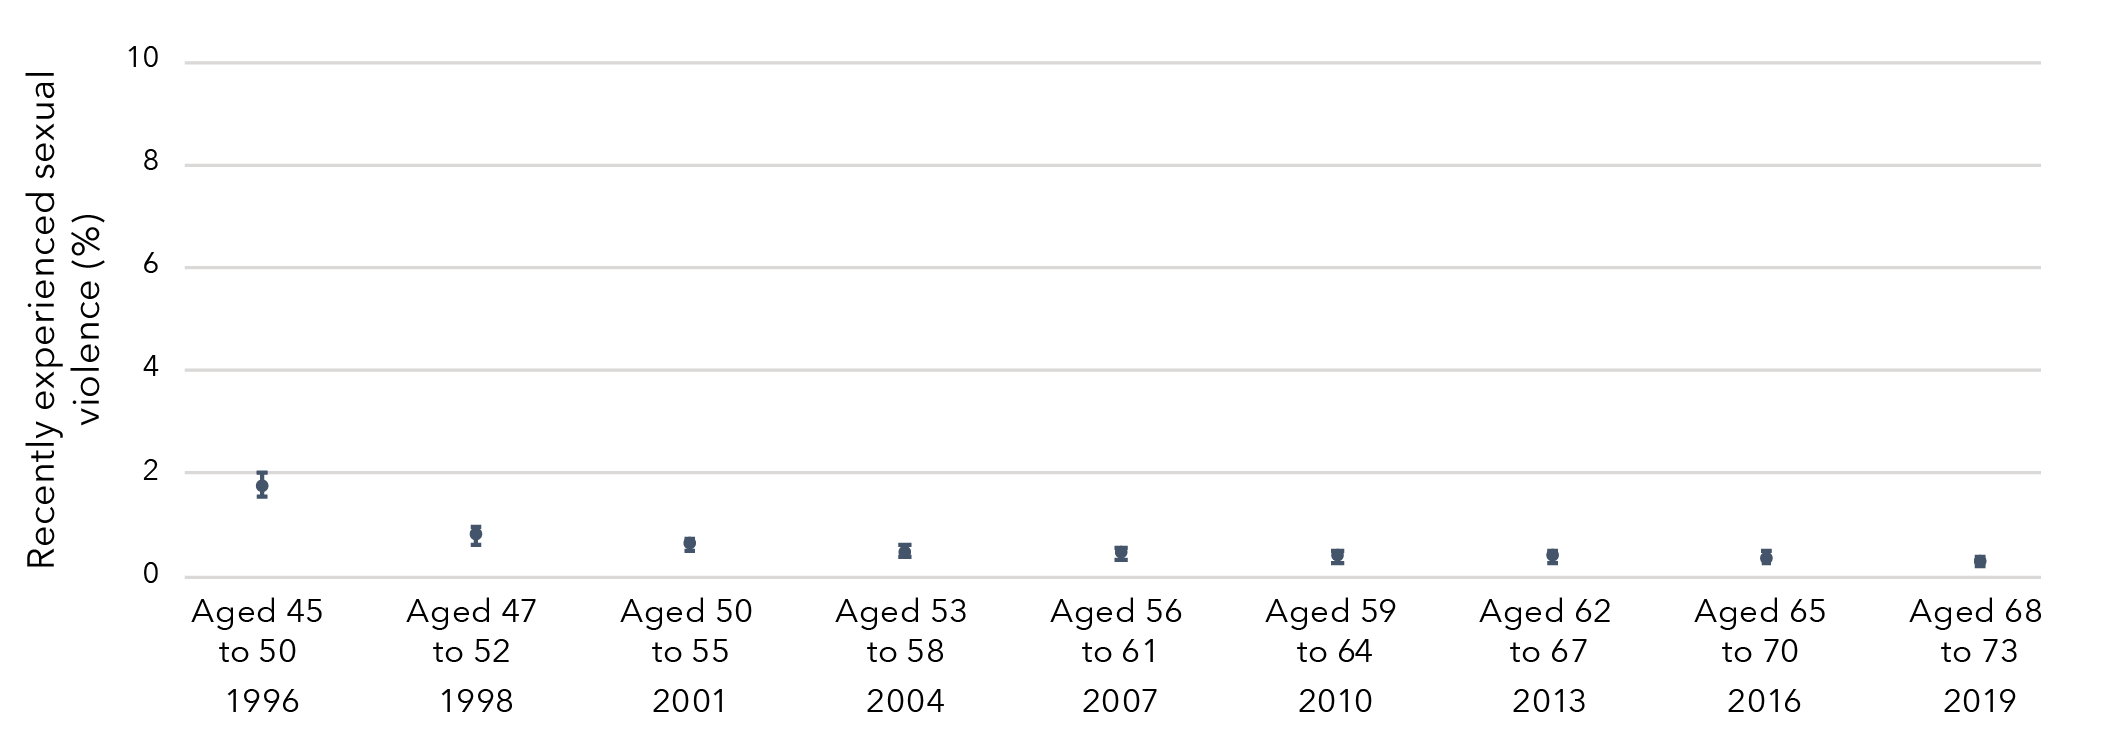 Recently experienced sexual
violence (%)
10
8
6
4
2
0
Aged 45
to 50
1996
Aged 47
to 52
1998
Aged 50
to 55
2001
Aged 53
to 58
2004
Aged 56
to 61
2007
Aged 59
to 64
2010
Aged 62
to 67
2013
Aged 65
to 70
2016
Aged 68
to 73
2019